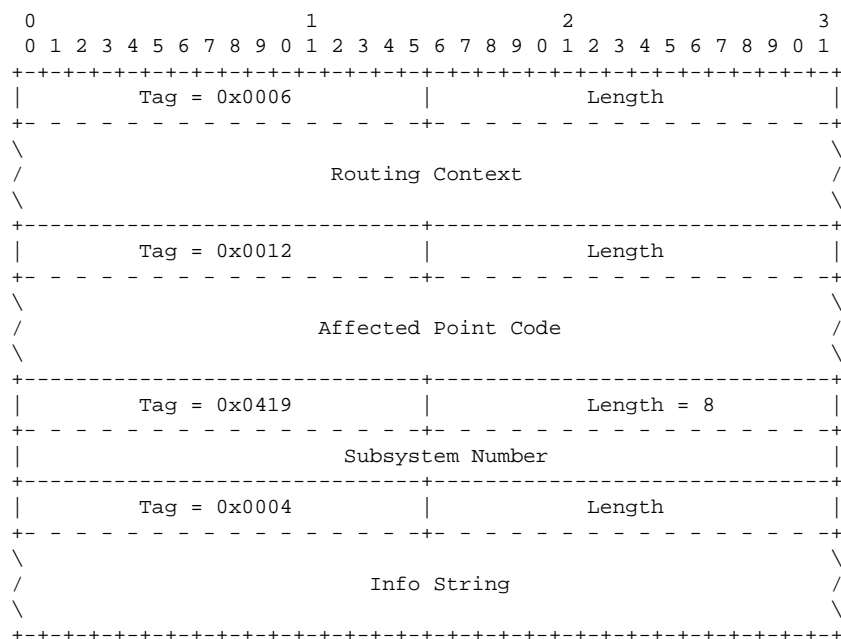 0                   1                   2                   3
0 1 2 3 4 5 6 7 8 9 0 1 2 3 4 5 6 7 8 9 0 1 2 3 4 5 6 7 8 9 0 1
+-+-+-+-+-+-+-+-+-+-+-+-+-+-+-+-+-+-+-+-+-+-+-+-+-+-+-+-+-+-+-+-+
|         Tag = 0x0006          |            Length             |
+- - - - - - - - - - - - - - - -+- - - - - - - - - - - - - - - -+
\                                                               \
/                        Routing Context                        /
\                                                               \
+-------------------------------+-------------------------------+
|         Tag = 0x0012          |            Length             |
+- - - - - - - - - - - - - - - -+- - - - - - - - - - - - - - - -+
\                                                               \
/                       Affected Point Code                     /
\                                                               \
+-------------------------------+-------------------------------+
|         Tag = 0x0419          |            Length = 8         |
+- - - - - - - - - - - - - - - -+- - - - - - - - - - - - - - - -+
|                         Subsystem Number                      |
+-------------------------------+-------------------------------+
|         Tag = 0x0004          |            Length             |
+- - - - - - - - - - - - - - - -+- - - - - - - - - - - - - - - -+
\                                                               \
/                           Info String                         /
\                                                               \
+-+-+-+-+-+-+-+-+-+-+-+-+-+-+-+-+-+-+-+-+-+-+-+-+-+-+-+-+-+-+-+-+